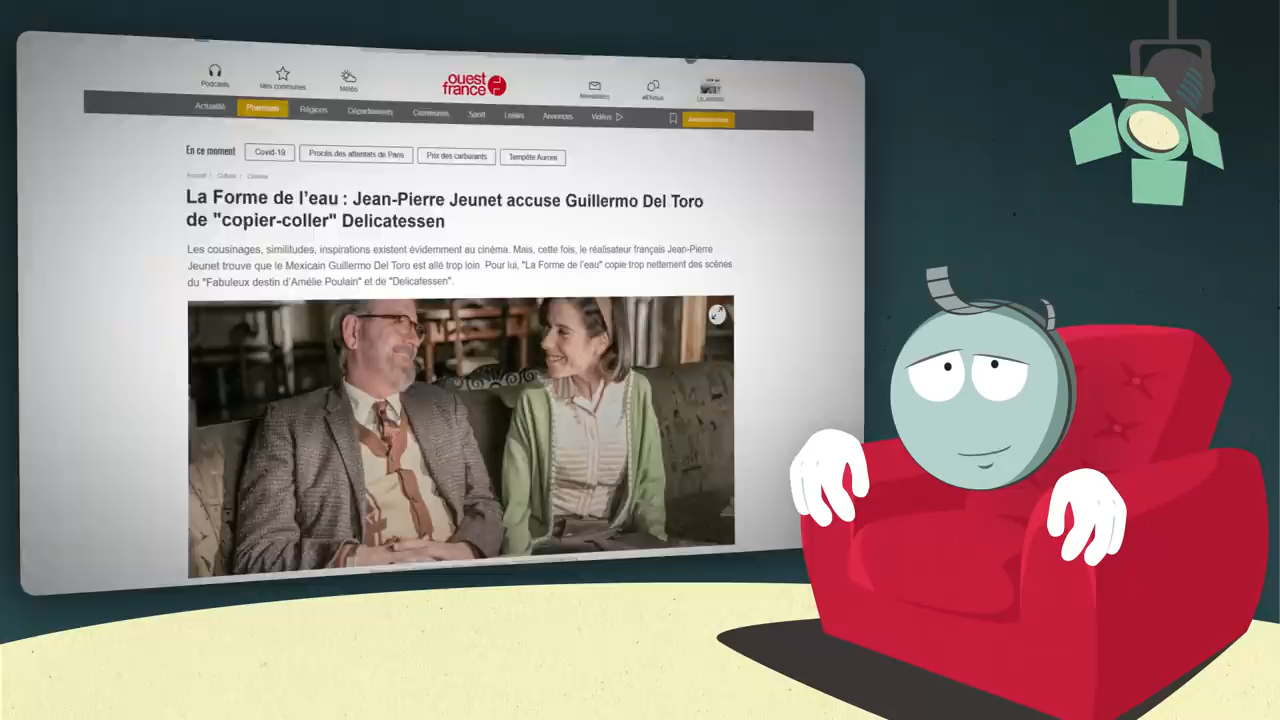 Podcasts
Mes communes
Météo
ouest
france
Newsletters
Actualité Premium Régions Départements Communes Sport Loisirs Annonces Vidéos
En ce moment Covid-19 Procès des attentats de Paris Prix des carburants Tempête Aurore
Accueil / Culture / Cinéma
La Forme de l'eau : Jean-Pierre Jeunet accuse Guillermo Del Toro
de "copier-coller" Delicatessen
Les cousinages, similitudes, inspirations existent évidemment au cinéma. Mais, cette fois, le réalisateur français Jean-Pierre
Jeunet trouve que le Mexicain Guillermo Del Toro est allé trop loin. Pour lui, "La Forme de l'eau" copie trop nettement des scènes
du "Fabuleux destin d'Amélie Poulain" et de "Delicatessen".